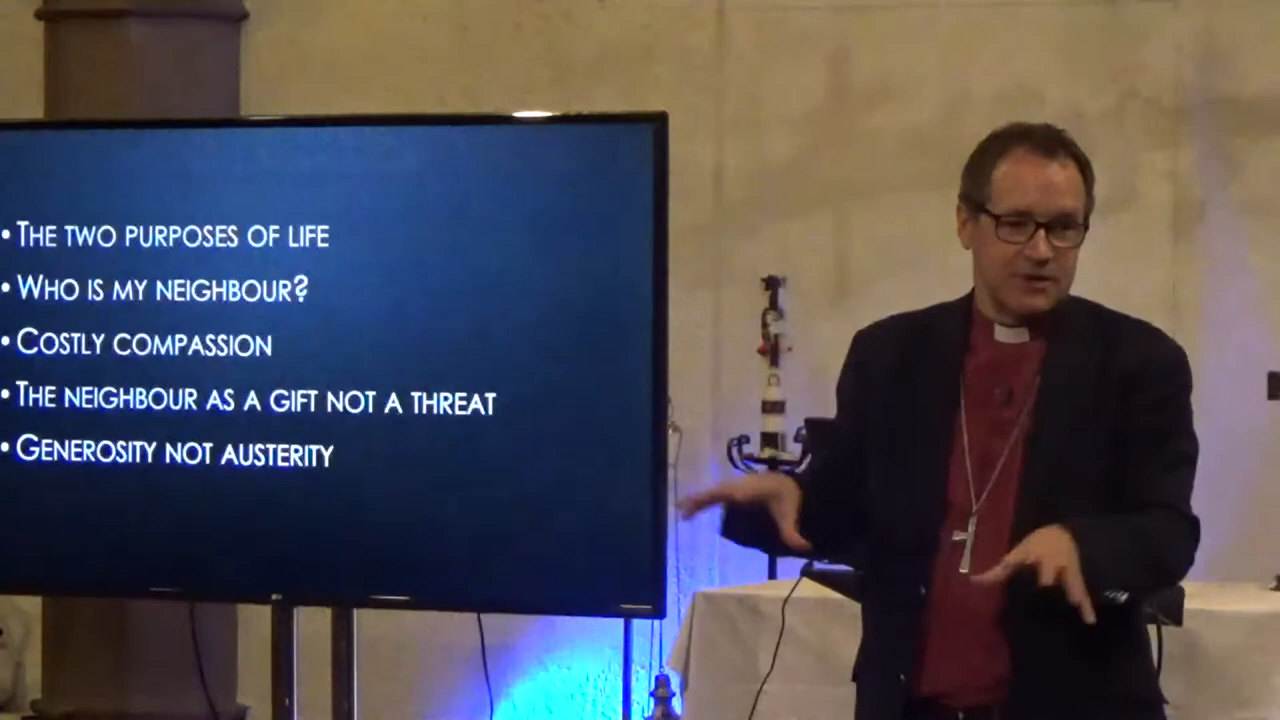 • The two purposes of life
• Who is my neighbour?
• Costly compassion
• The neighbour as a gift not a threat
• Generosity not austerity